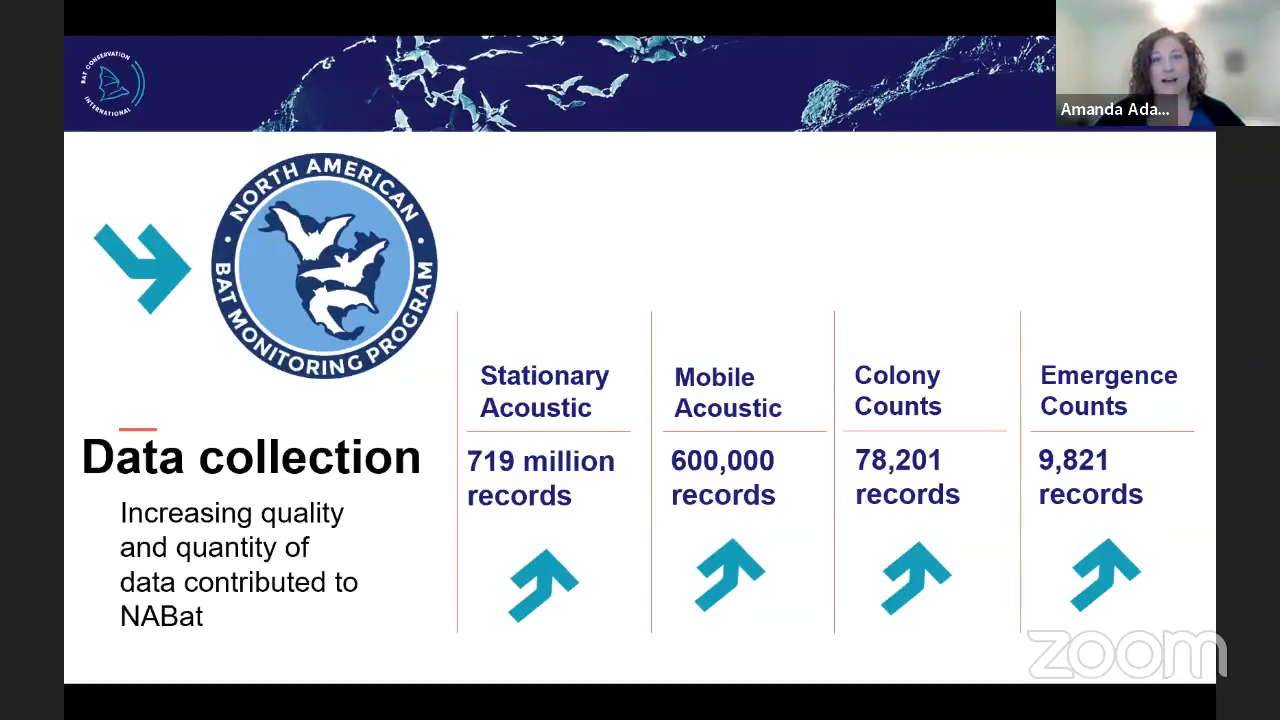 BAT CONSERVATION
INTERNATIONAL
Amanda Ada...
NORTH AMERICAN
BAT MONITORING PROGRAM
Data collection
Increasing quality
and quantity of
data contributed to
NABat
Stationary
Acoustic
719 million
records
Mobile
Acoustic
600,000
records
Colony
Counts
78,201
records
Emergence
Counts
9,821
records
zoom